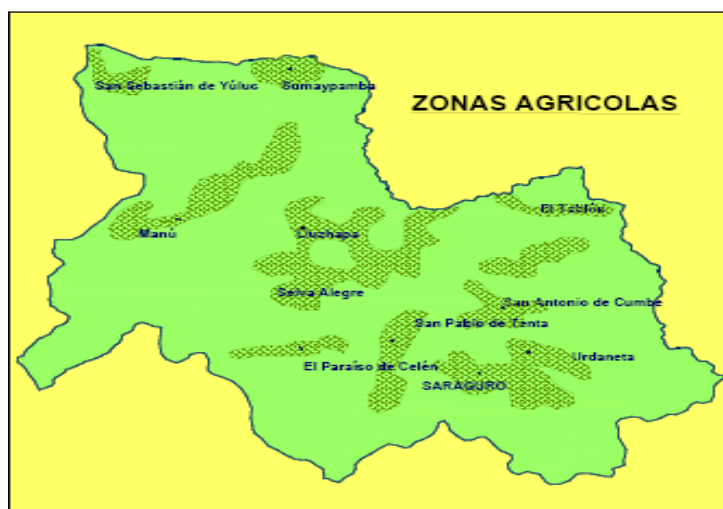 San Sebastián de Yúluc
Sumaypamba
ZONAS AGRICOLAS
El Tablón
Manú
Lluzhapa
Selva Alegre
San Antonio de Cumbe
San Pablo de Tenta
Urdaneta
El Paraíso de Celén
SARAGURO